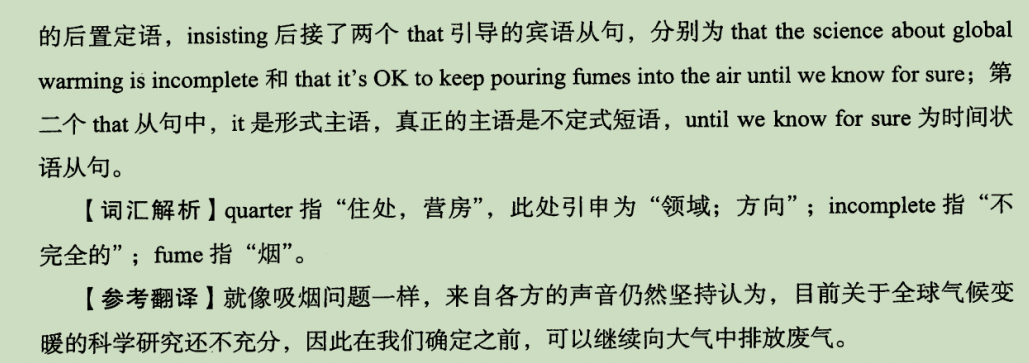 的后置定语，insisting 后接了两个 that 引导的宾语从句，分别为 that the science about global
warming is incomplete 和 that it's OK to keep pouring fumes into the air until we know for sure；第
二个 that 从句中，it 是形式主语，真正的主语是不定式短语，until we know for sure 为时间状
语从句。
【词汇解析】quarter 指“住处，营房”，此处引申为“领域；方向”；incomplete 指“不
完全的”；fume 指“烟”。
【参考翻译】就像吸烟问题一样，来自各方的声音仍然坚持认为，目前关于全球气候变
暖的科学研究还不充分，因此在我们确定之前，可以继续向大气中排放废气。